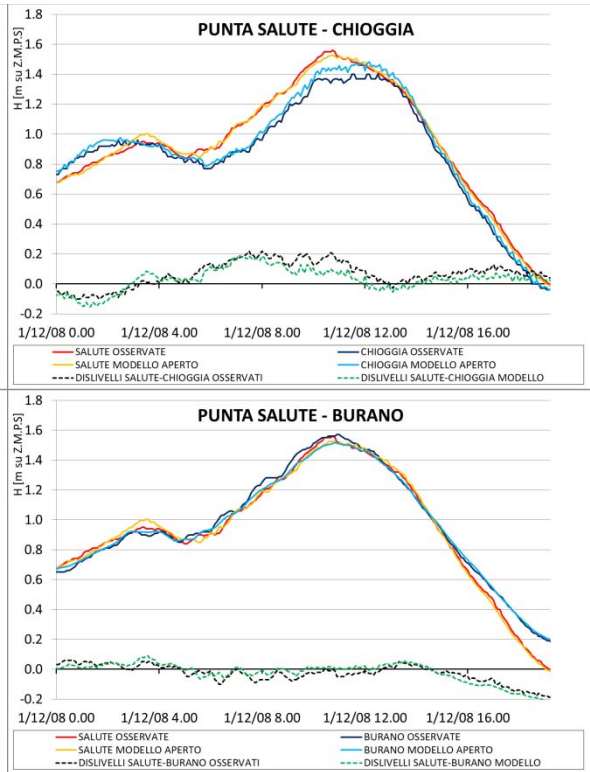 PUNTA SALUTE - CHIOGGIA
H [m su Z.M.P.S]
1.8
1.6
1.4
1.2
1.0
0.8
0.6
0.4
0.2
0.0
-0.2
1/12/08 0.00 1/12/08 4.00 1/12/08 8.00 1/12/08 12.00 1/12/08 16.00
SALUTE OSSERVATE CHIOGGIA OSSERVATE
SALUTE MODELLO APERTO CHIOGGIA MODELLO APERTO
DISLIVELLI SALUTE-CHIOGGIA OSSERVATI DISLIVELLI SALUTE-CHIOGGIA MODELLO
PUNTA SALUTE - BURANO
H [m su Z.M.P.S]
1.8
1.6
1.4
1.2
1.0
0.8
0.6
0.4
0.2
0.0
-0.2
1/12/08 0.00 1/12/08 4.00 1/12/08 8.00 1/12/08 12.00 1/12/08 16.00
SALUTE OSSERVATE BURANO OSSERVATE
SALUTE MODELLO APERTO BURANO MODELLO APERTO
DISLIVELLI SALUTE-BURANO OSSERVATI DISLIVELLI SALUTE-BURANO MODELLO